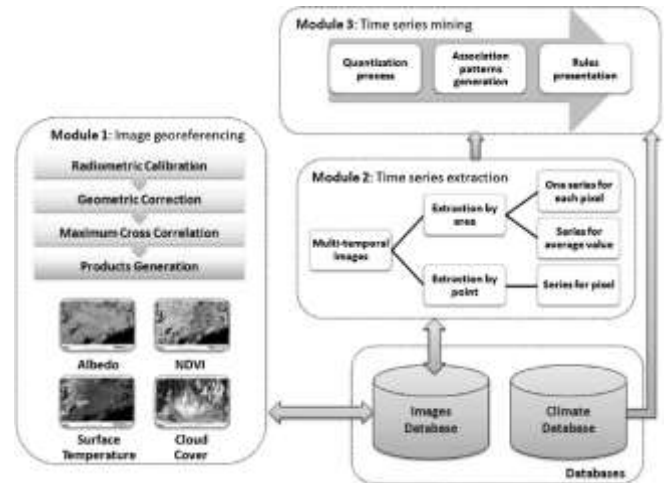 Module 3: Time series mining
Quantization
process
Association
patterns
generation
Rules
presentation
Module 1: Image georeferencing
Radiometric Calibration
Geometric Correction
Maximum Cross Correlation
Products Generation
Albedo
NDVI
Surface
Temperature
Cloud
Cover
Module 2: Time series extraction
Multi-temporal
images
Extraction by
area
Extraction by
point
One series for
each pixel
Series for
average value
Series for pixel
Images
Database
Climate
Database
Databases